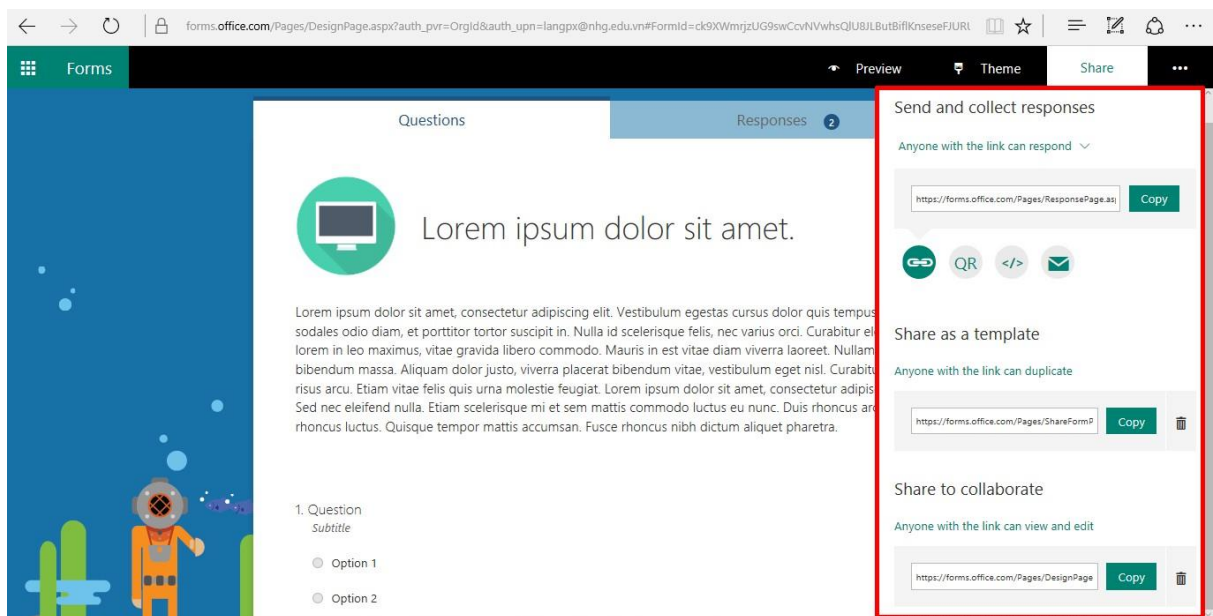 forms.office.com/Pages/DesignPage.aspx?auth_pvr=OrgId&auth_upn=langpx@nhg.edu.vn#FormId=
Forms
Preview
Theme
Share
Questions
Responses 2
Lorem ipsum dolor sit amet.
Lorem ipsum dolor sit amet, consectetur adipiscing elit. Vestibulum egestas cursus dolor quis tempus
sodales odio diam, et porttitor tortor suscipit in. Nulla id scelerisque felis, nec varius orci. Curabitur el
lorem in leo maximus, vitae gravida libero commodo. Mauris in est vitae diam viverra laoreet. Nullam
bibendum massa. Aliquam dolor justo, viverra placerat bibendum vitae, vestibulum eget nisl. Curabitu
risus arcu. Etiam vitae felis quis urna molestie feugiat. Lorem ipsum dolor sit amet, consectetur adipis
Sed nec eleifend nulla. Etiam scelerisque mi et sem mattis commodo luctus eu nunc. Duis rhoncus arc
rhoncus luctus. Quisque tempor mattis accumsan. Fusce rhoncus nibh dictum aliquet pharetra.
1. Question
Subtitle
Option 1
Option 2
Send and collect responses
Anyone with the link can respond
https://forms.office.com/Pages/ResponsePage.as Copy
QR </>
Share as a template
Anyone with the link can duplicate
https://forms.office.com/Pages/ShareFormP Copy
Share to collaborate
Anyone with the link can view and edit
https://forms.office.com/Pages/DesignPage Copy